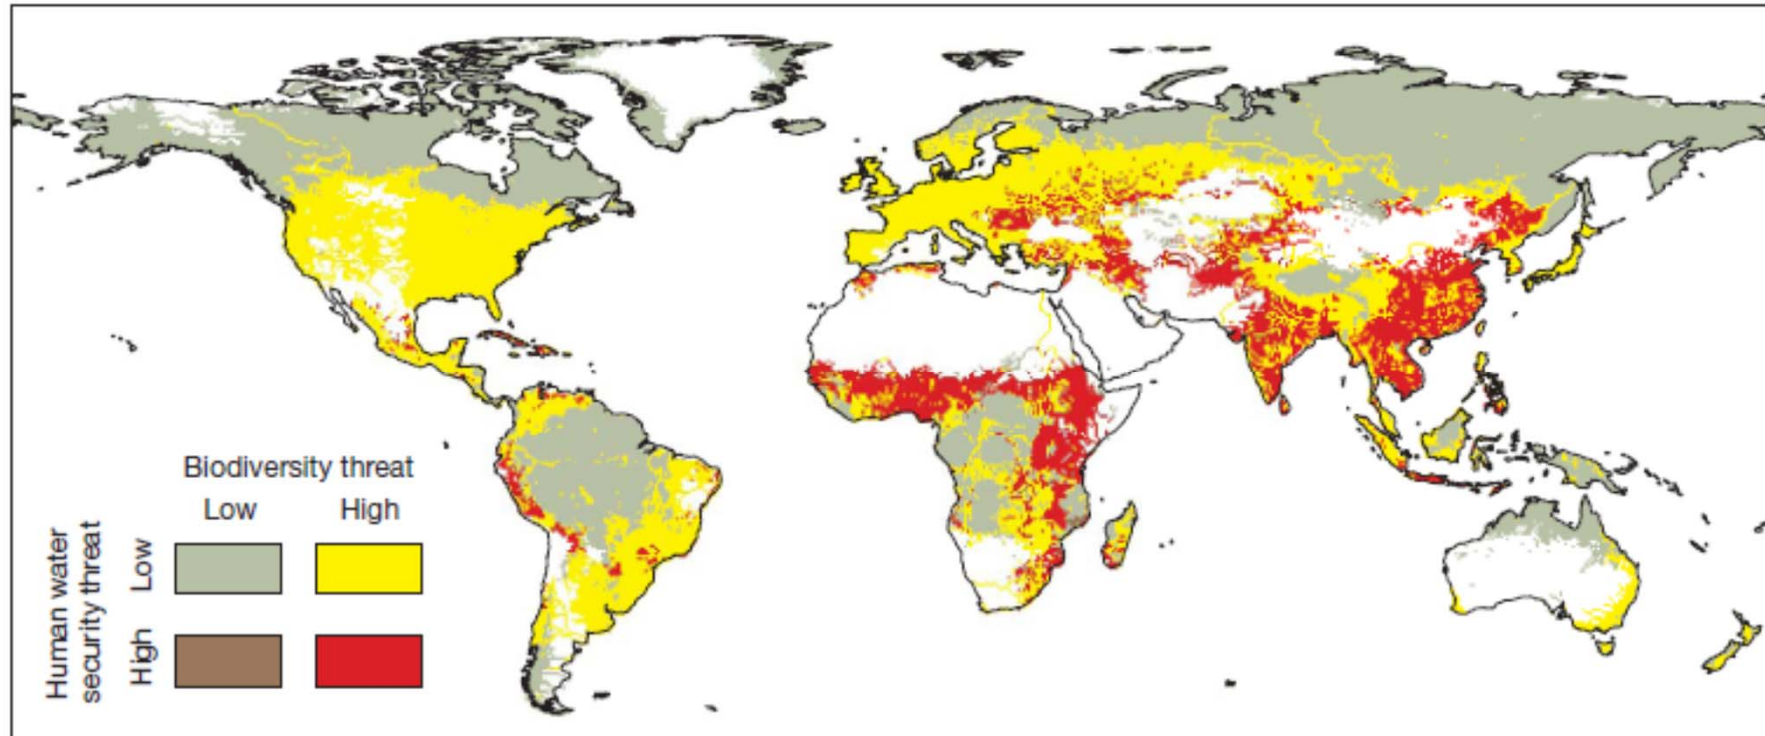 Biodiversity threat
Low High
Human water
security threat
Low
High